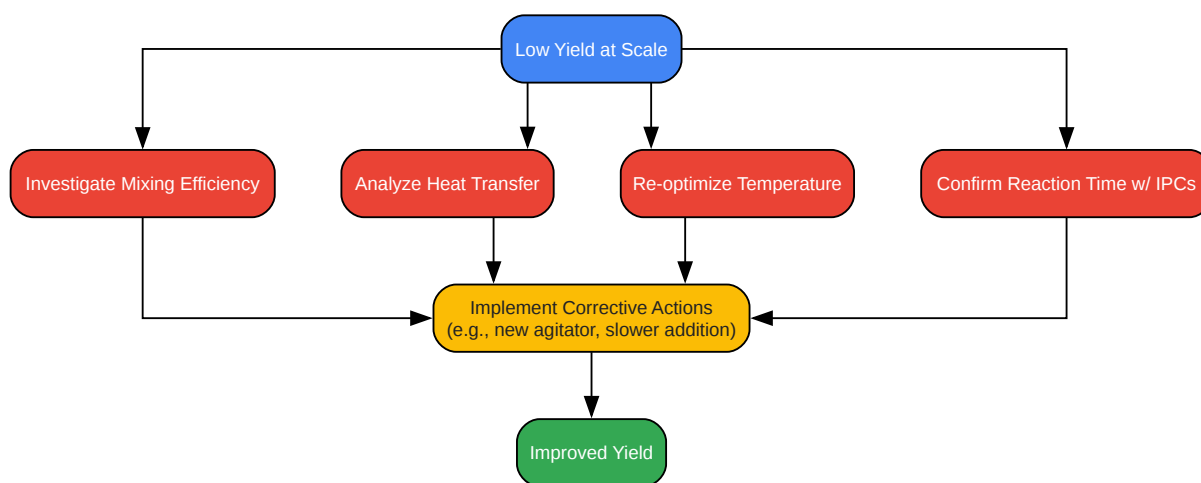 Low Yield at Scale
Investigate Mixing Efficiency
Analyze Heat Transfer
Re-optimize Temperature
Confirm Reaction Time w/ IPCs
Implement Corrective Actions
(e.g., new agitator, slower addition)
Improved Yield